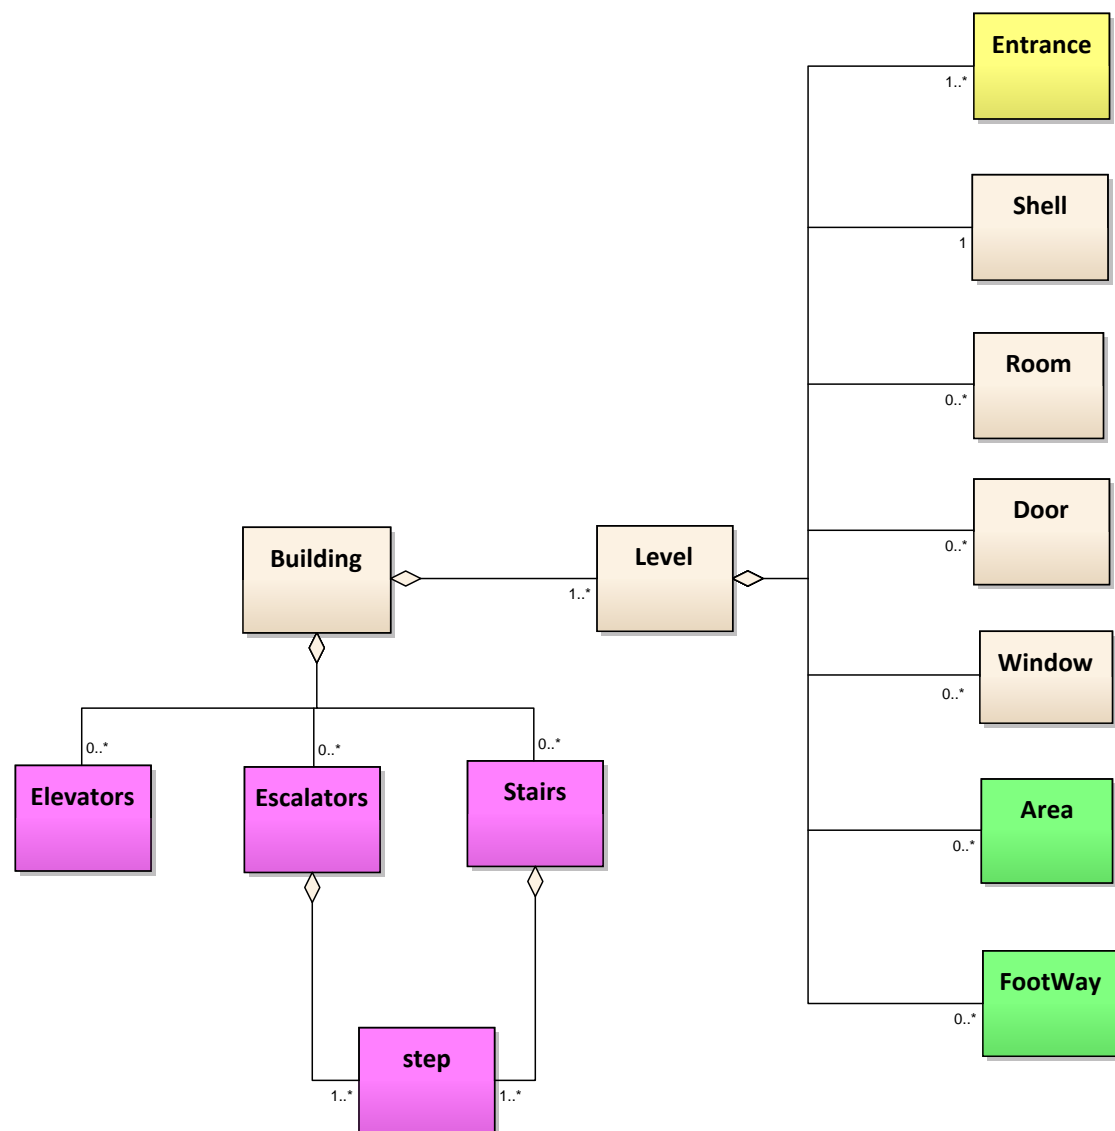 Entrance
1..*
Shell
1
Room
0..*
Door
0..*
Building
Level
1..*
Window
0..*
Elevators
0..*
Escalators
0..*
Stairs
0..*
Area
0..*
FootWay
0..*
step
1..*
1..*